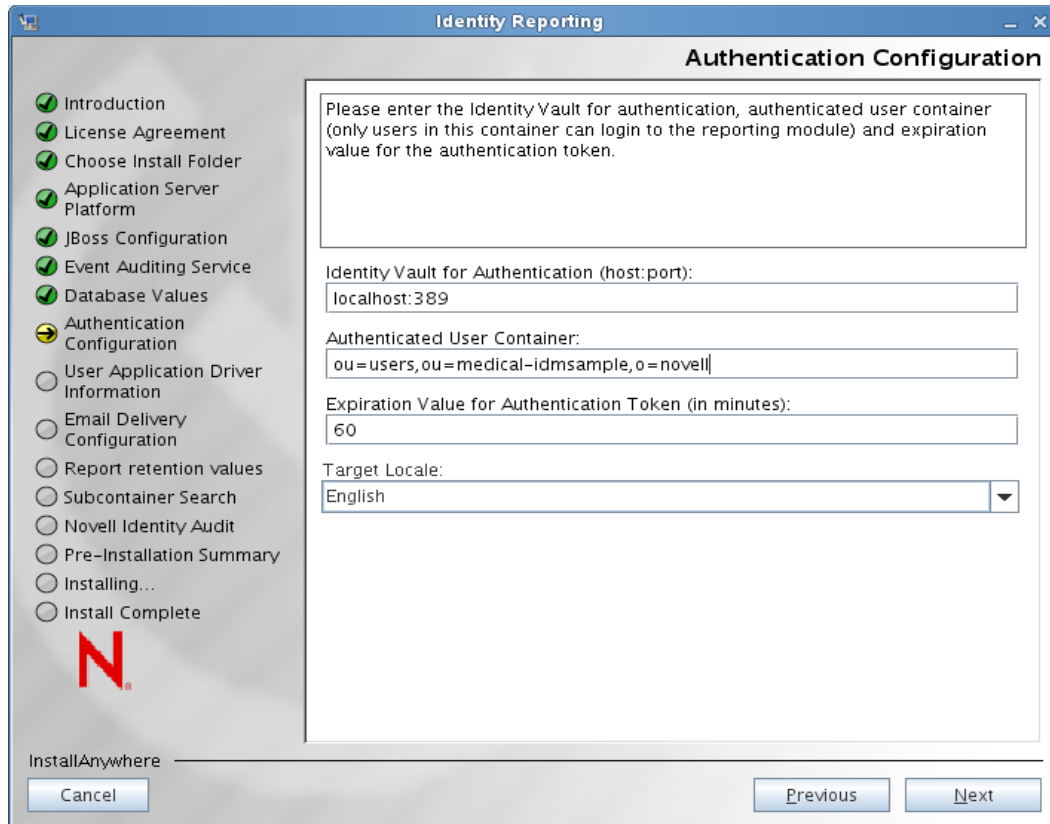 Identity Reporting
Authentication Configuration
Introduction
License Agreement
Choose Install Folder
Application Server
Platform
JBoss Configuration
Event Auditing Service
Database Values
Authentication
Configuration
User Application Driver
Information
Email Delivery
Configuration
Report retention values
Subcontainer Search
Novell Identity Audit
Pre-Installation Summary
Installing...
Install Complete
N
Please enter the Identity Vault for authentication, authenticated user container
(only users in this container can login to the reporting module) and expiration
value for the authentication token.
Identity Vault for Authentication (host:port):
localhost:389
Authenticated User Container:
ou=users,ou=medical-idmsample,o=novell
Expiration Value for Authentication Token (in minutes):
60
Target Locale:
English
InstallAnywhere
Cancel
Previous
Next